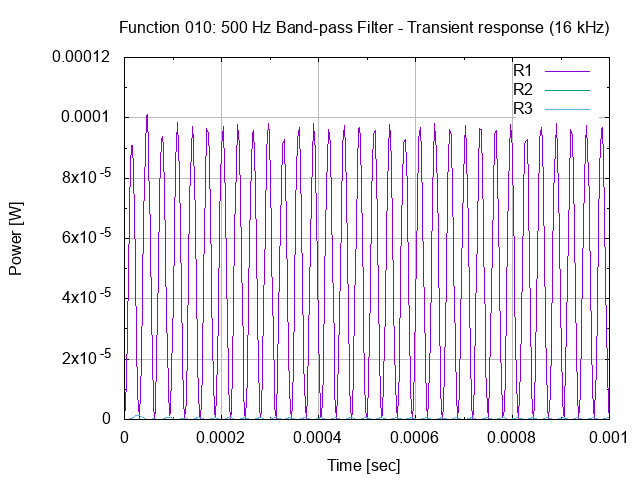 Function 010: 500 Hz Band-pass Filter - Transient response (16 kHz)
0.00012
0.0001
8x10^-5
6x10^-5
4x10^-5
2x10^-5
0
Power [W]
R1
R2
R3
0 0.0002 0.0004 0.0006 0.0008 0.001
Time [sec]